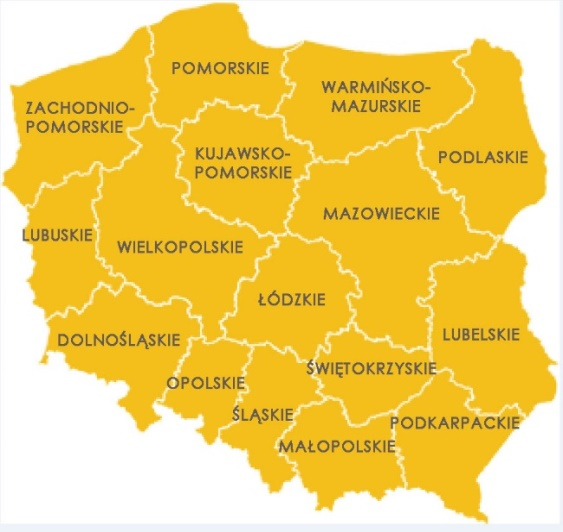 POMORSKIE
WARMIŃSKO-
MAZURSKIE
ZACHODNIO-
POMORSKIE
KUJAWSKO-
POMORSKIE
PODLASKIE
MAZOWIECKIE
LUBUSKIE
WIELKOPOLSKIE
ŁÓDZKIE
LUBELSKIE
DOLNOŚLĄSKIE
ŚWIĘTOKRZYSKIE
OPOLSKIE
ŚLĄSKIE
PODKARPACKIE
MAŁOPOLSKIE